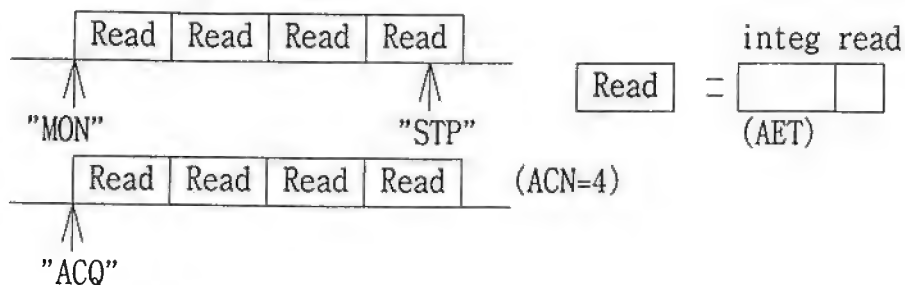 Read Read Read Read
integ read
Read =
"MON" "STP" (AET)
Read Read Read Read (ACN=4)
"ACQ"